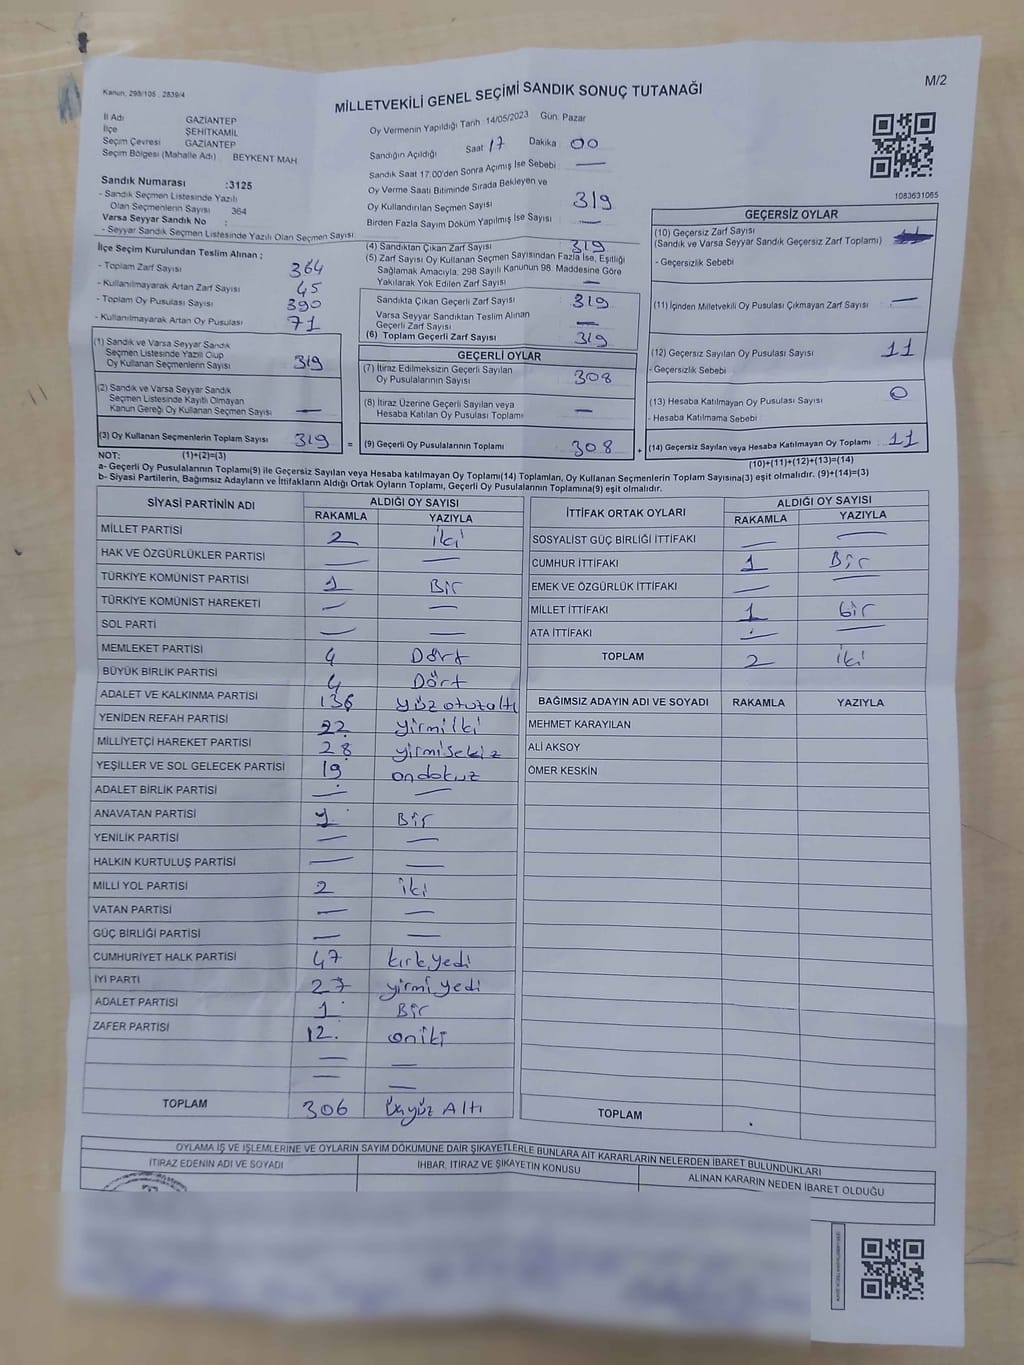 Kanun, 298/105 , 2839/4
M/2
MİLLETVEKİLİ GENEL SEÇİMİ SANDIK SONUÇ TUTANAĞI
İl Adı GAZİANTEP
İlçe ŞEHİTKAMİL
Seçim Çevresi GAZİANTEP
Seçim Bölgesi (Mahalle Adı) BEYKENT MAH
Sandık Numarası :3125
- Sandık Seçmen Listesinde Yazılı
Olan Seçmenlerin Sayısı 364
Varsa Seyyar Sandık No :
- Seyyar Sandık Seçmen Listesinde Yazılı Olan Seçmen Sayısı
Oy Vermenin Yapıldığı Tarih 14/05/2023 Gün: Pazar
Sandığın Açıldığı Saat 17 Dakika 00
Sandık Saat 17:00'den Sonra Açımış İse Sebebi —
Oy Verme Saati Bitiminde Sırada Bekleyen ve
Oy Kullandırılan Seçmen Sayısı 319
Birden Fazla Sayım Döküm Yapılmış İse Sayısı —
1083631065
İlçe Seçim Kurulundan Teslim Alınan ;
- Toplam Zarf Sayısı 364
- Kullanılmayarak Artan Zarf Sayısı 45
- Toplam Oy Pusulası Sayısı 390
- Kullanılmayarak Artan Oy Pusulası 71
(4) Sandıktan Çıkan Zarf Sayısı 319
(5) Zarf Sayısı Oy Kullanan Seçmen Sayısından Fazla İse, Eşitliği
Sağlamak Amacıyla, 298 Sayılı Kanunun 98. Maddesine Göre
Yakılarak Yok Edilen Zarf Sayısı —
Sandıkta Çıkan Geçerli Zarf Sayısı 319
Varsa Seyyar Sandıktan Teslim Alınan
Geçerli Zarf Sayısı —
(6) Toplam Geçerli Zarf Sayısı 319
GEÇERSİZ OYLAR
(10) Geçersiz Zarf Sayısı
(Sandık ve Varsa Seyyar Sandık Geçersiz Zarf Toplamı)
- Geçersizlik Sebebi
(11) İçinden Milletvekili Oy Pusulası Çıkmayan Zarf Sayısı —
(12) Geçersiz Sayılan Oy Pusulası Sayısı 11
- Geçersizlik Sebebi
(13) Hesaba Katılmayan Oy Pusulası Sayısı 0
- Hesaba Katılmama Sebebi
(14) Geçersiz Sayılan veya Hesaba Katılmayan Oy Toplamı 11
(10)+(11)+(12)+(13)=(14)
(1) Sandık ve Varsa Seyyar Sandık
Seçmen Listesinde Yazılı Olup
Oy Kullanan Seçmenlerin Sayısı 319
(2) Sandık ve Varsa Seyyar Sandık
Seçmen Listesinde Kayıtlı Olmayan
Kanun Gereği Oy Kullanan Seçmen Sayısı —
(3) Oy Kullanan Seçmenlerin Toplam Sayısı 319 =
GEÇERLİ OYLAR
(7) İtiraz Edilmeksizin Geçerli Sayılan
Oy Pusulalarının Sayısı 308
(8) İtiraz Üzerine Geçerli Sayılan veya
Hesaba Katılan Oy Pusulası Toplamı —
(9) Geçerli Oy Pusulalarının Toplamı 308 +
NOT: (1)+(2)=(3)
a- Geçerli Oy Pusulalarının Toplamı(9) ile Geçersiz Sayılan veya Hesaba katılmayan Oy Toplamı(14) Toplamları, Oy Kullanan Seçmenlerin Toplam Sayısına(3) eşit olmalıdır. (9)+(14)=(3)
b- Siyasi Partilerin, Bağımsız Adayların ve İttifakların Aldığı Ortak Oyların Toplamı, Geçerli Oy Pusulalarının Toplamına(9) eşit olmalıdır.
SİYASİ PARTİNİN ADI ALDIĞI OY SAYISI
RAKAMLA YAZIYLA
MİLLET PARTİSİ 2 iki
HAK VE ÖZGÜRLÜKLER PARTİSİ — —
TÜRKİYE KOMÜNİST PARTİSİ 1 Bir
TÜRKİYE KOMÜNİST HAREKETİ — —
SOL PARTİ — —
MEMLEKET PARTİSİ 4 Dört
BÜYÜK BİRLİK PARTİSİ 4 Dört
ADALET VE KALKINMA PARTİSİ 136 yüz otuzaltı
YENİDEN REFAH PARTİSİ 22 yirmiiki
MİLLİYETÇİ HAREKET PARTİSİ 28 yirmisekiz
YEŞİLLER VE SOL GELECEK PARTİSİ 19 ondokuz
ADALET BİRLİK PARTİSİ — —
ANAVATAN PARTİSİ 1 Bir
YENİLİK PARTİSİ — —
HALKIN KURTULUŞ PARTİSİ — —
MİLLİ YOL PARTİSİ 2 iki
VATAN PARTİSİ — —
GÜÇ BİRLİĞİ PARTİSİ — —
CUMHURİYET HALK PARTİSİ 47 kırkyedi
İYİ PARTİ 27 yirmiyedi
ADALET PARTİSİ 1 Bir
ZAFER PARTİSİ 12 oniki
— —
— —
TOPLAM 306 Üçyüz Altı
İTTİFAK ORTAK OYLARI ALDIĞI OY SAYISI
RAKAMLA YAZIYLA
SOSYALİST GÜÇ BİRLİĞİ İTTİFAKI — —
CUMHUR İTTİFAKI 1 Bir
EMEK VE ÖZGÜRLÜK İTTİFAKI — —
MİLLET İTTİFAKI 1 bir
ATA İTTİFAKI — —
TOPLAM 2 iki
BAĞIMSIZ ADAYIN ADI VE SOYADI RAKAMLA YAZIYLA
MEHMET KARAYILAN
ALİ AKSOY
ÖMER KESKİN
TOPLAM
OYLAMA İŞ VE İŞLEMLERİNE VE OYLARIN SAYIM DÖKÜMÜNE DAİR ŞİKAYETLERLE BUNLARA AİT KARARLARIN NELERDEN İBARET BULUNDUKLARI
İTİRAZ EDENİN ADI VE SOYADI İHBAR, İTİRAZ VE ŞİKAYETİN KONUSU ALINAN KARARIN NEDEN İBARET OLDUĞU